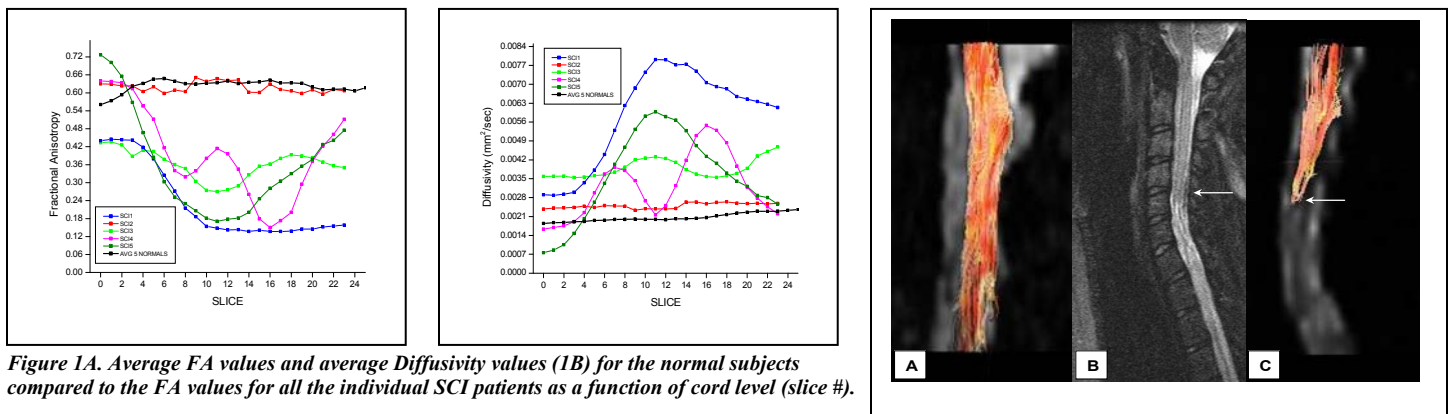 0.72
0.66
0.60
0.54
0.48
0.42
0.36
0.30
0.24
0.18
0.12
0.06
0.00
Fractional Anisotropy
SCI1
SCI2
SCI3
SCI4
SCI5
AVG 5 NORMALS
0 2 4 6 8 10 12 14 16 18 20 22 24
SLICE
0.0084
0.0077
0.0070
0.0063
0.0056
0.0049
0.0042
0.0035
0.0028
0.0021
0.0014
0.0007
0.0000
Diffusivity (mm²/sec)
SCI1
SCI2
SCI3
SCI4
SCI5
AVG 5 NORMALS
0 2 4 6 8 10 12 14 16 18 20 22 24
SLICE
A
B
C
Figure 1A. Average FA values and average Diffusivity values (1B) for the normal subjects
compared to the FA values for all the individual SCI patients as a function of cord level (slice #).